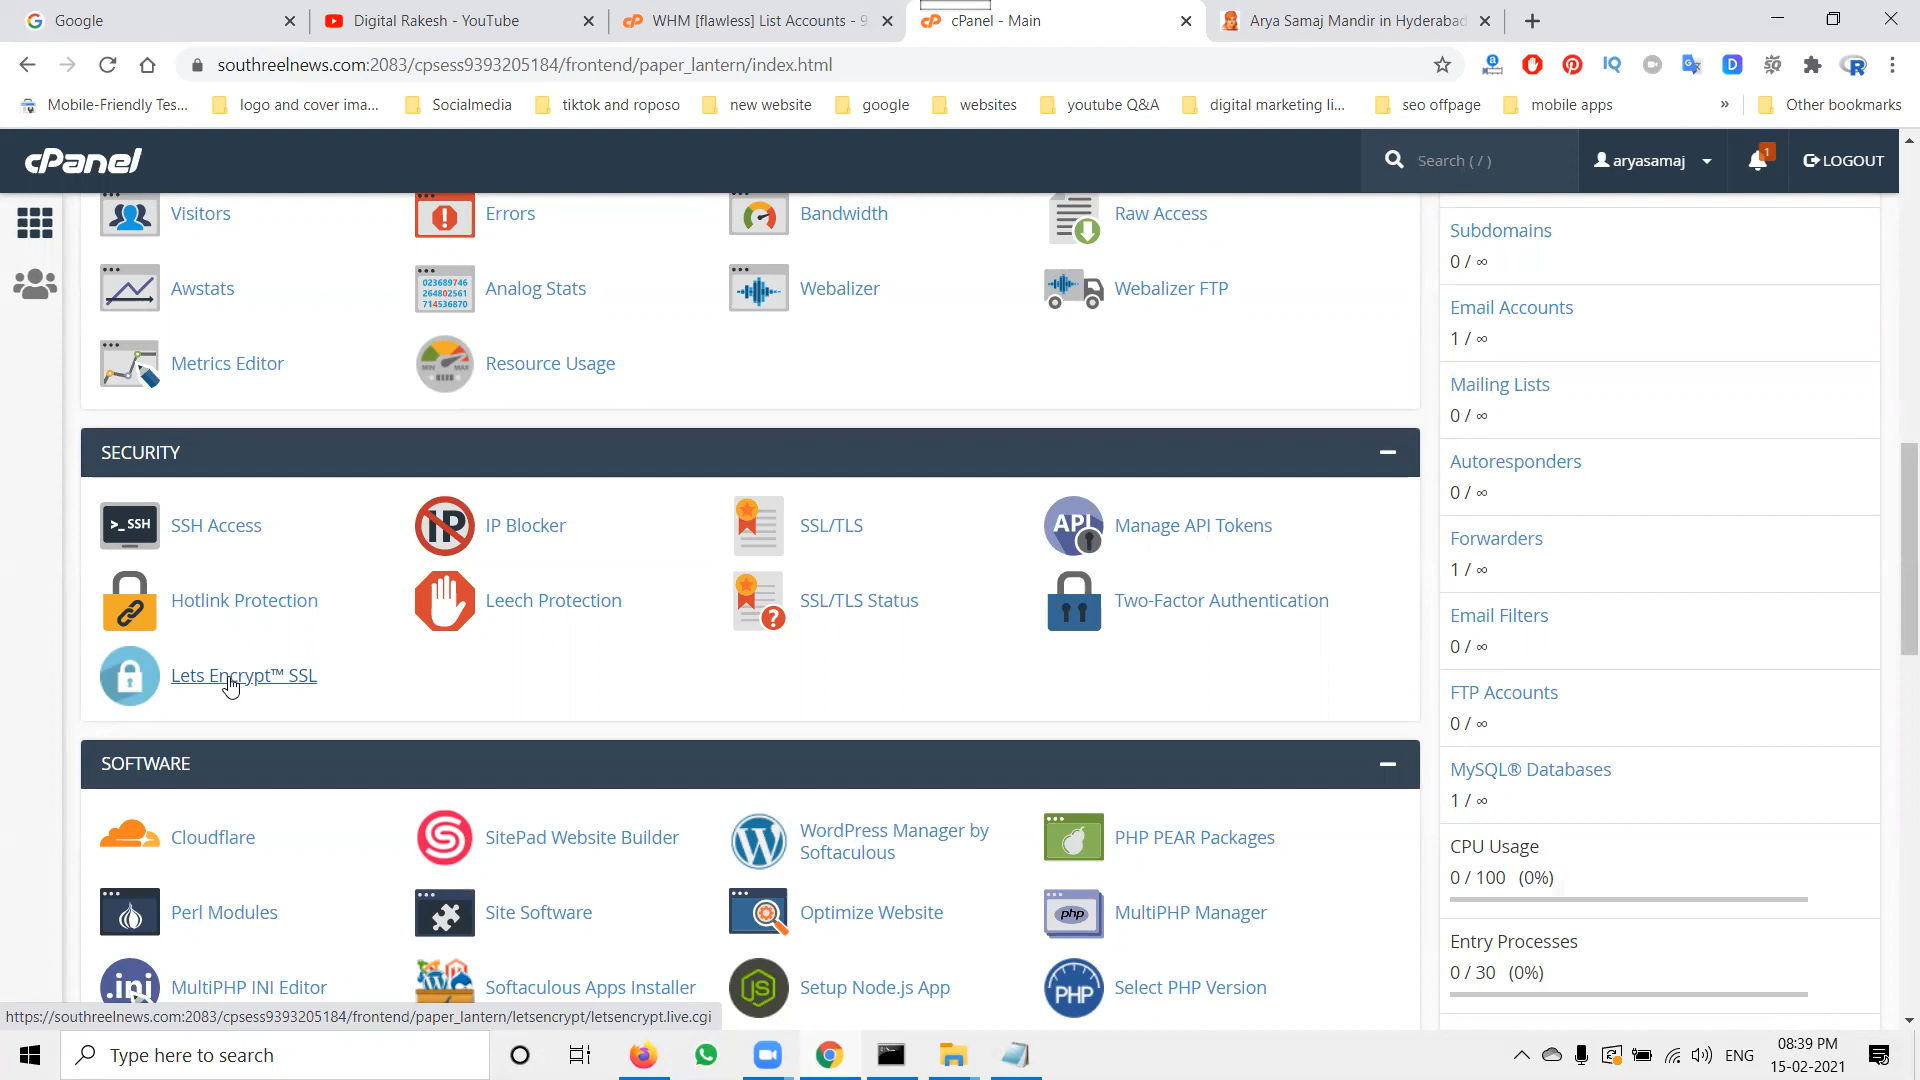 Google
Digital Rakesh - YouTube
WHM [flawless] List Accounts - 9
cPanel - Main
Arya Samaj Mandir in Hyderabad
southreelnews.com:2083/cpsess9393205184/frontend/paper_lantern/index.html
Mobile-Friendly Tes...
logo and cover ima...
Socialmedia
tiktok and roposo
new website
google
websites
youtube Q&A
digital marketing li...
seo offpage
mobile apps
»
Other bookmarks
cPanel
Search ( / )
aryasamaj
1
LOGOUT
Visitors
Errors
Bandwidth
Raw Access
Awstats
Analog Stats
Webalizer
Webalizer FTP
Metrics Editor
Resource Usage
SECURITY
>_ SSH
SSH Access
IP
IP Blocker
SSL/TLS
API
Manage API Tokens
Hotlink Protection
Leech Protection
SSL/TLS Status
Two-Factor Authentication
Lets Encrypt™ SSL
SOFTWARE
Cloudflare
SitePad Website Builder
WordPress Manager by
Softaculous
PHP PEAR Packages
Perl Modules
Site Software
Optimize Website
php
MultiPHP Manager
.ini
MultiPHP INI Editor
Softaculous Apps Installer
Setup Node.js App
PHP
Select PHP Version
Subdomains
0 / ∞
Email Accounts
1 / ∞
Mailing Lists
0 / ∞
Autoresponders
0 / ∞
Forwarders
1 / ∞
Email Filters
0 / ∞
FTP Accounts
0 / ∞
MySQL® Databases
1 / ∞
CPU Usage
0 / 100 (0%)
Entry Processes
0 / 30 (0%)
https://southreelnews.com:2083/cpsess9393205184/frontend/paper_lantern/letsencrypt/letsencrypt.live.cgi
Type here to search
ENG
08:39 PM
15-02-2021